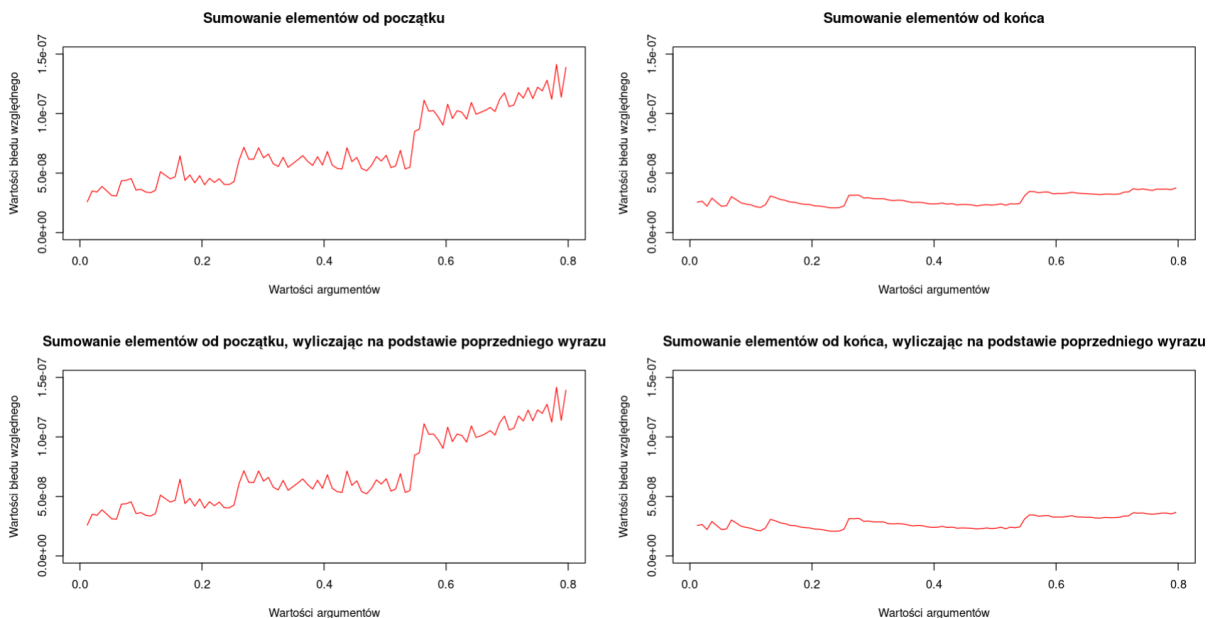 Sumowanie elementów od początku
Wartości błedu względnego
0.0e+00 5.0e-08 1.0e-07 1.5e-07
0.0 0.2 0.4 0.6 0.8
Wartości argumentów
Sumowanie elementów od końca
Wartości błedu względnego
0.0e+00 5.0e-08 1.0e-07 1.5e-07
0.0 0.2 0.4 0.6 0.8
Wartości argumentów
Sumowanie elementów od początku, wyliczając na podstawie poprzedniego wyrazu
Wartości błedu względnego
0.0e+00 5.0e-08 1.0e-07 1.5e-07
0.0 0.2 0.4 0.6 0.8
Wartości argumentów
Sumowanie elementów od końca, wyliczając na podstawie poprzedniego wyrazu
Wartości błedu względnego
0.0e+00 5.0e-08 1.0e-07 1.5e-07
0.0 0.2 0.4 0.6 0.8
Wartości argumentów